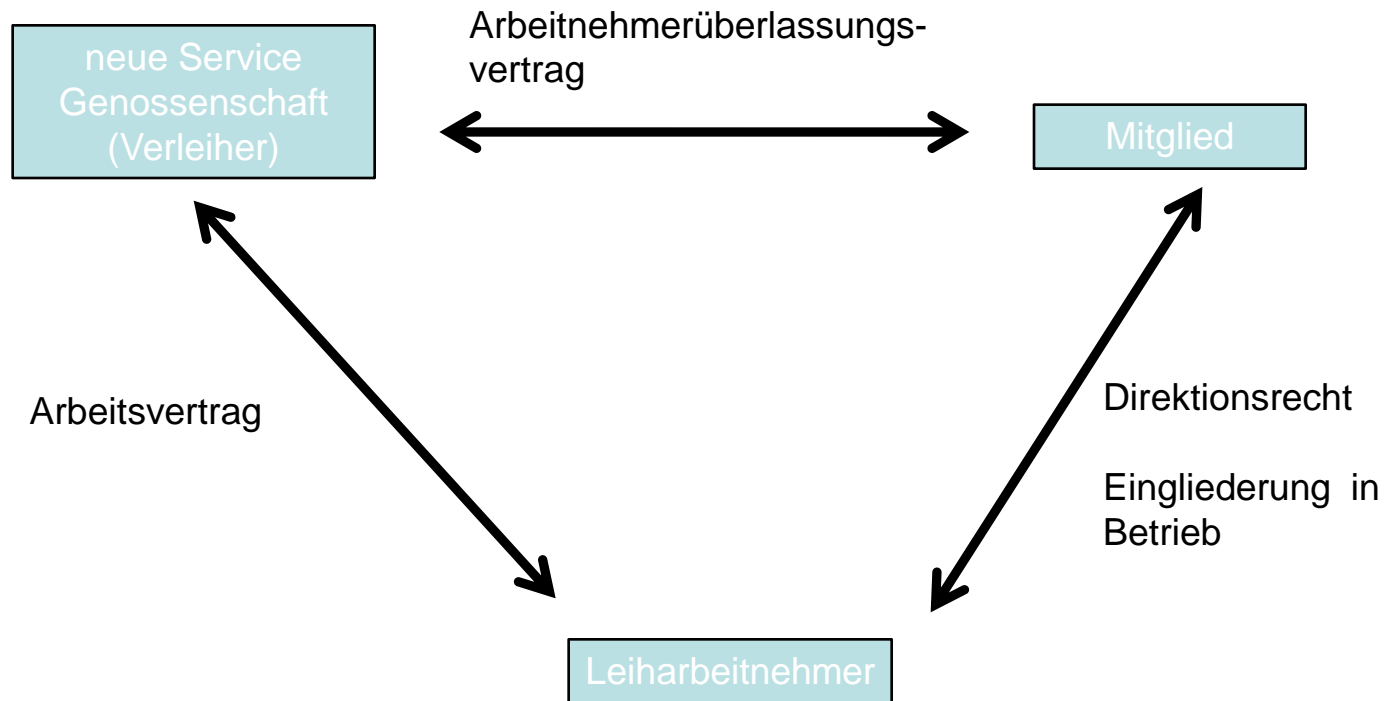 neue Service
Genossenschaft
(Verleiher)
Arbeitnehmerüberlassungs-
vertrag
Mitglied
Arbeitsvertrag
Direktionsrecht
Eingliederung in
Betrieb
Leiharbeitnehmer